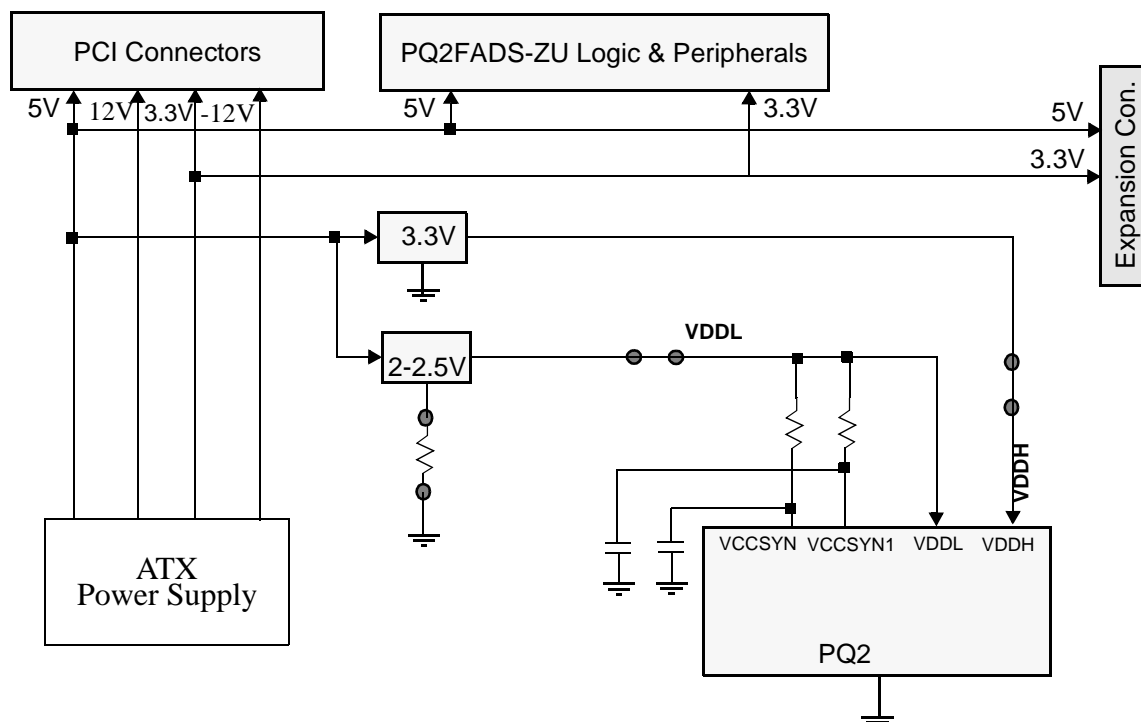 PCI Connectors
PQ2FADS-ZU Logic & Peripherals
5V
12V
3.3V
-12V
5V
3.3V
5V
3.3V
Expansion Con.
3.3V
2-2.5V
VDDL
VDDH
ATX
Power Supply
VCCSYN
VCCSYN1
VDDL
VDDH
PQ2